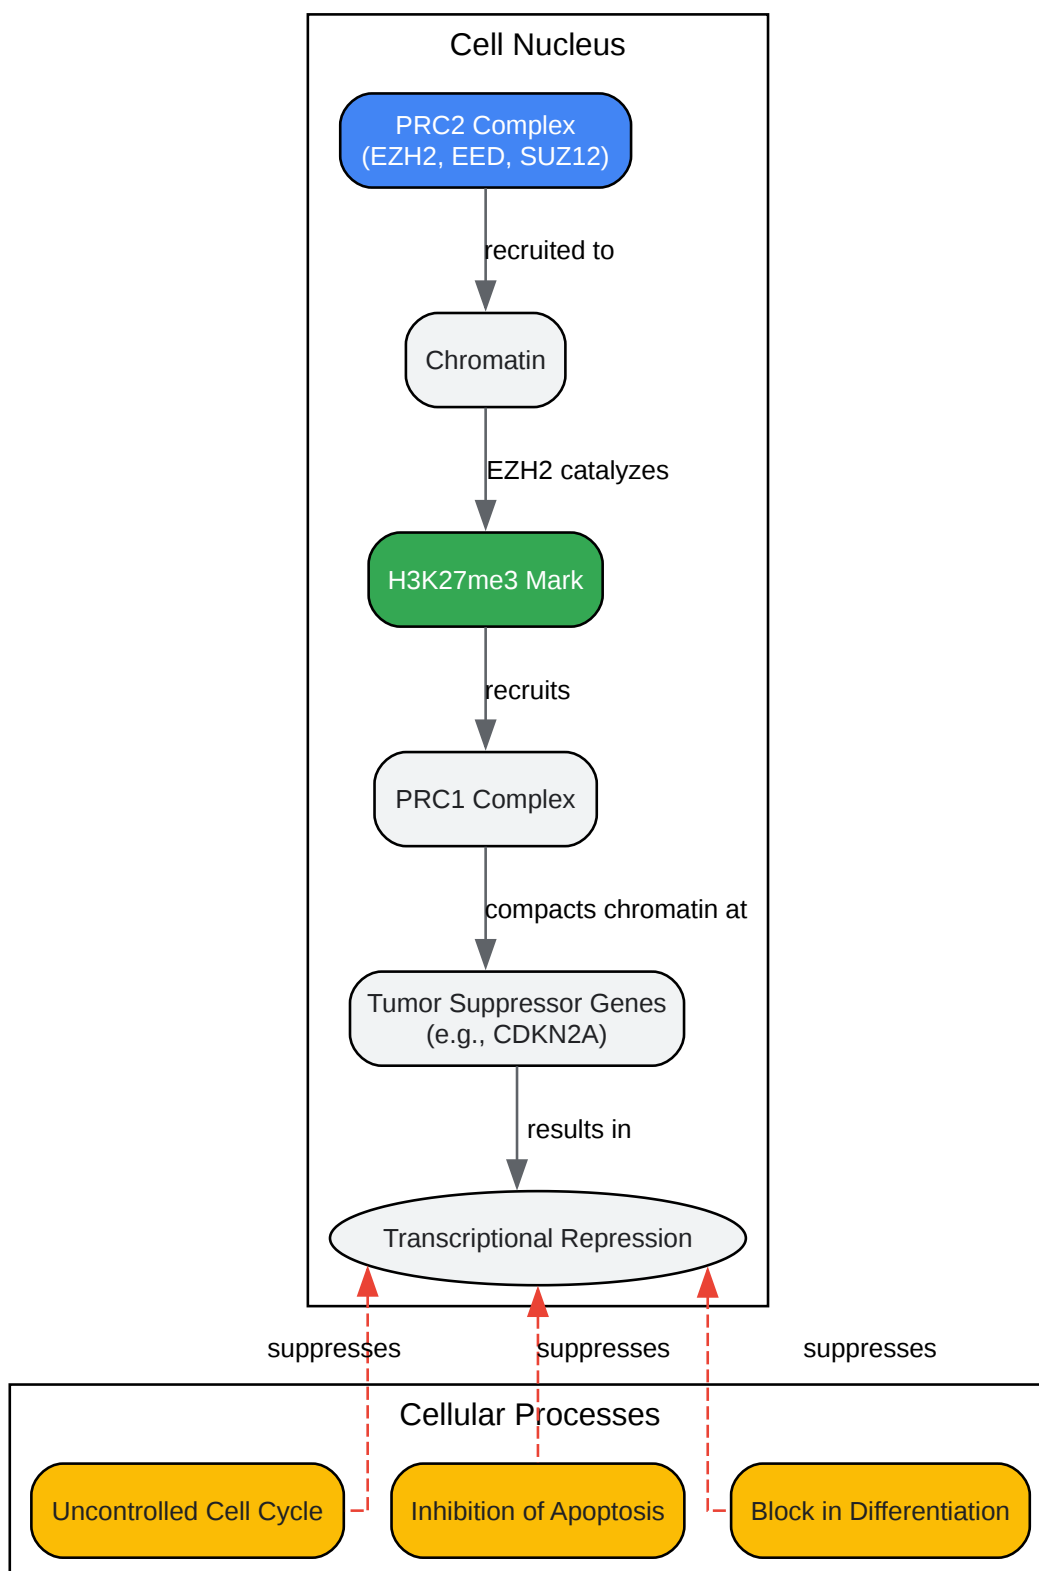 Cell Nucleus
PRC2 Complex
(EZH2, EED, SUZ12)
recruited to
Chromatin
EZH2 catalyzes
H3K27me3 Mark
recruits
PRC1 Complex
compacts chromatin at
Tumor Suppressor Genes
(e.g., CDKN2A)
results in
Transcriptional Repression
suppresses
suppresses
suppresses
Cellular Processes
Uncontrolled Cell Cycle
Inhibition of Apoptosis
Block in Differentiation